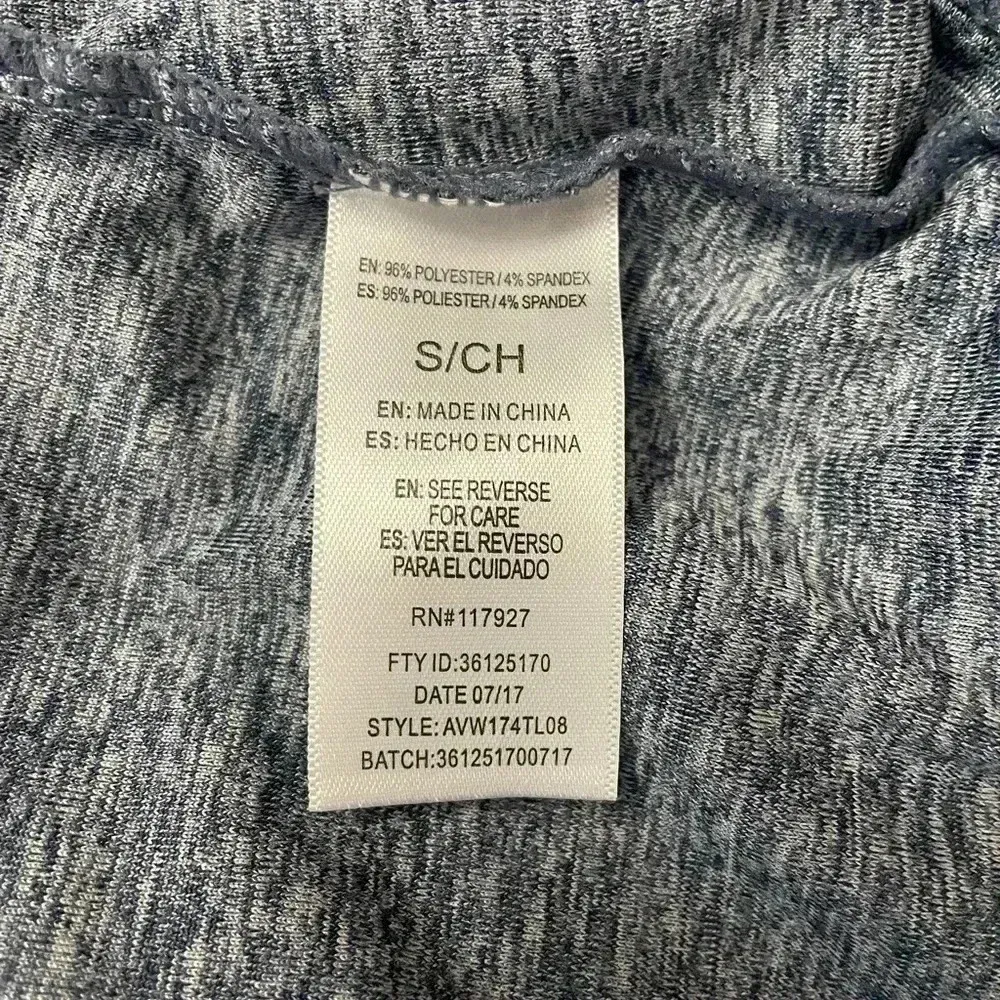 EN: 96% POLYESTER / 4% SPANDEX
ES: 96% POLIESTER / 4% SPANDEX
S/CH
EN: MADE IN CHINA
ES: HECHO EN CHINA
EN: SEE REVERSE
FOR CARE
ES: VER EL REVERSO
PARA EL CUIDADO
RN#117927
FTY ID:36125170
DATE 07/17
STYLE: AVW174TL08
BATCH:361251700717